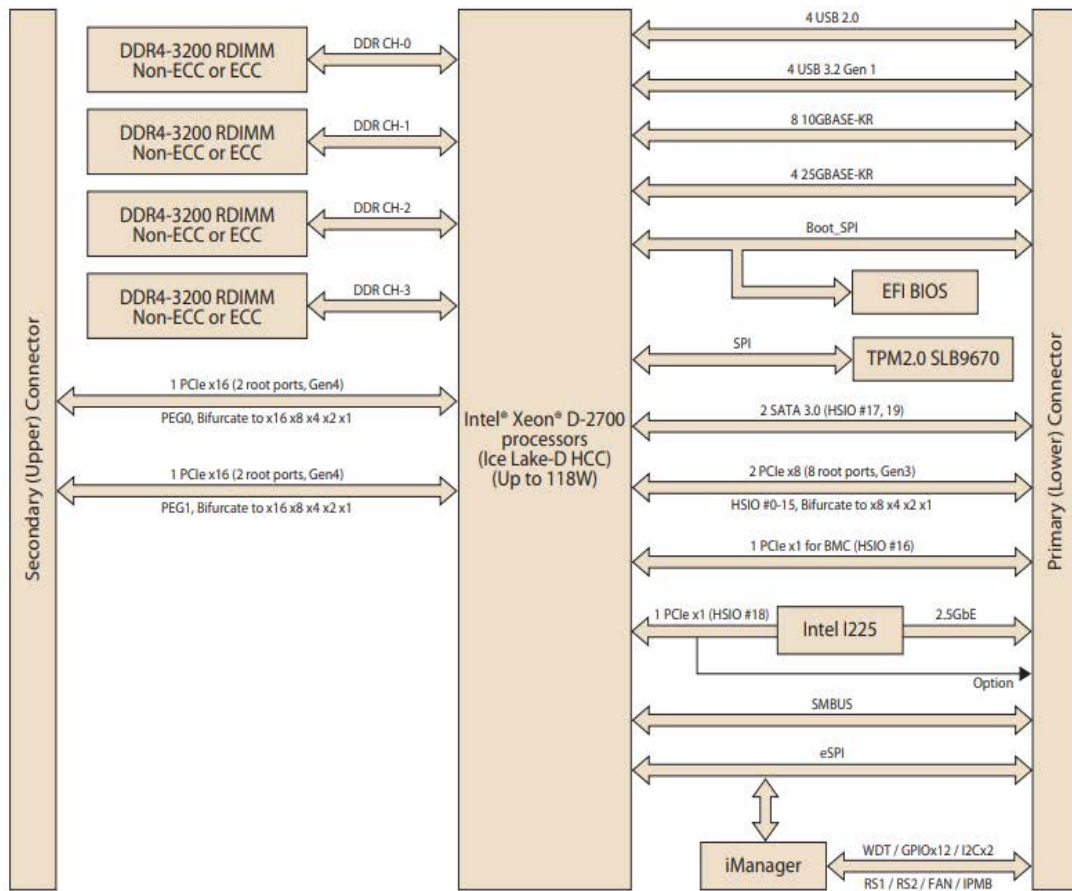 Secondary (Upper) Connector
DDR4-3200 RDIMM
Non-ECC or ECC
DDR CH-0
DDR4-3200 RDIMM
Non-ECC or ECC
DDR CH-1
DDR4-3200 RDIMM
Non-ECC or ECC
DDR CH-2
DDR4-3200 RDIMM
Non-ECC or ECC
DDR CH-3
1 PCIe x16 (2 root ports, Gen4)
PEG0, Bifurcate to x16 x8 x4 x2 x1
1 PCIe x16 (2 root ports, Gen4)
PEG1, Bifurcate to x16 x8 x4 x2 x1
Intel® Xeon® D-2700
processors
(Ice Lake-D HCC)
(Up to 118W)
4 USB 2.0
4 USB 3.2 Gen 1
8 10GBASE-KR
4 25GBASE-KR
Boot_SPI
EFI BIOS
SPI
TPM2.0 SLB9670
2 SATA 3.0 (HSIO #17, 19)
2 PCIe x8 (8 root ports, Gen3)
HSIO #0-15, Bifurcate to x8 x4 x2 x1
1 PCIe x1 for BMC (HSIO #16)
1 PCIe x1 (HSIO #18)
Intel I225
2.5GbE
Option
SMBUS
eSPI
iManager
WDT / GPIOx12 / I2Cx2
RS1 / RS2 / FAN / IPMB
Primary (Lower) Connector